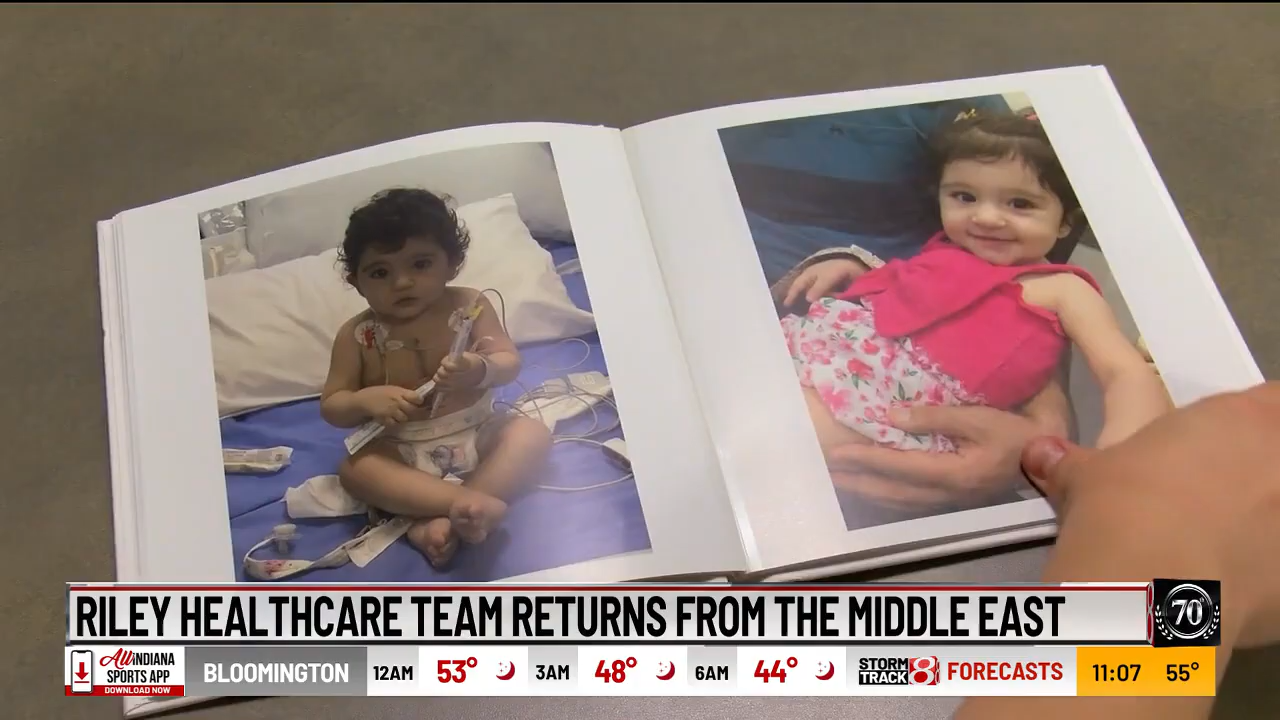 RILEY HEALTHCARE TEAM RETURNS FROM THE MIDDLE EAST
70
All INDIANA
SPORTS APP
DOWNLOAD NOW
BLOOMINGTON
12AM 53°
3AM 48°
6AM 44°
STORM
TRACK 8
FORECASTS
11:07 55°